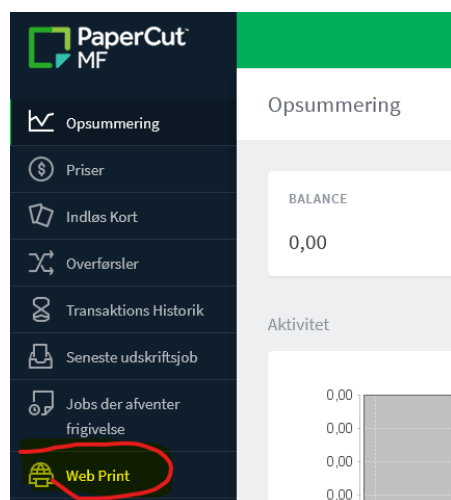 PaperCut
MF
Opsummering
Priser
Indløs Kort
Overførsler
Transaktions Historik
Seneste udskriftsjob
Jobs der afventer
frigivelse
Web Print
Opsummering
BALANCE
0,00
Aktivitet
0,00
0,00
0,00
0,00